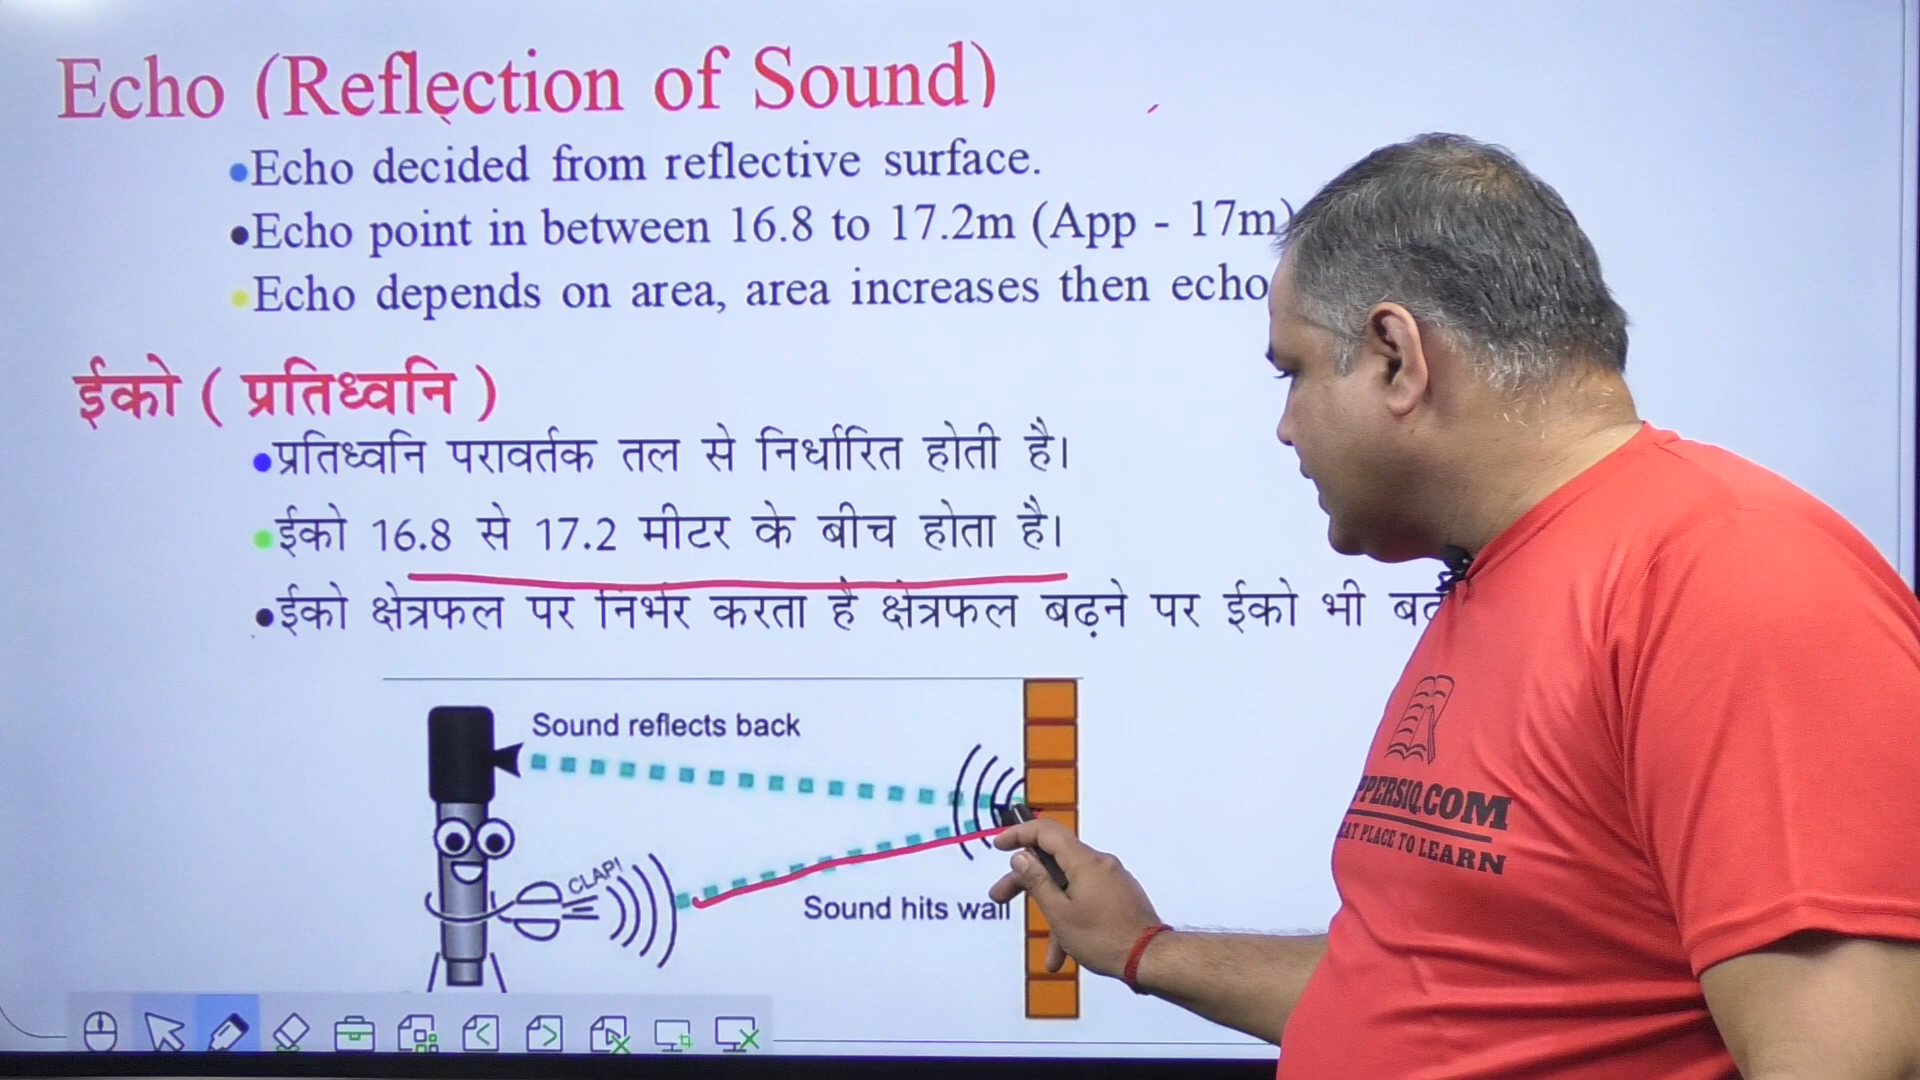 Echo (Reflection of Sound)
•Echo decided from reflective surface.
•Echo point in between 16.8 to 17.2m (App - 17m)
•Echo depends on area, area increases then echo
ईको ( प्रतिध्वनि )
•प्रतिध्वनि परावर्तक तल से निर्धारित होती है।
•ईको 16.8 से 17.2 मीटर के बीच होता है।
•ईको क्षेत्रफल पर निर्भर करता है क्षेत्रफल बढ़ने पर ईको भी
Sound reflects back
CLAP!
Sound hits wall
PPERSIQ.COM
EAT PLACE TO LEARN